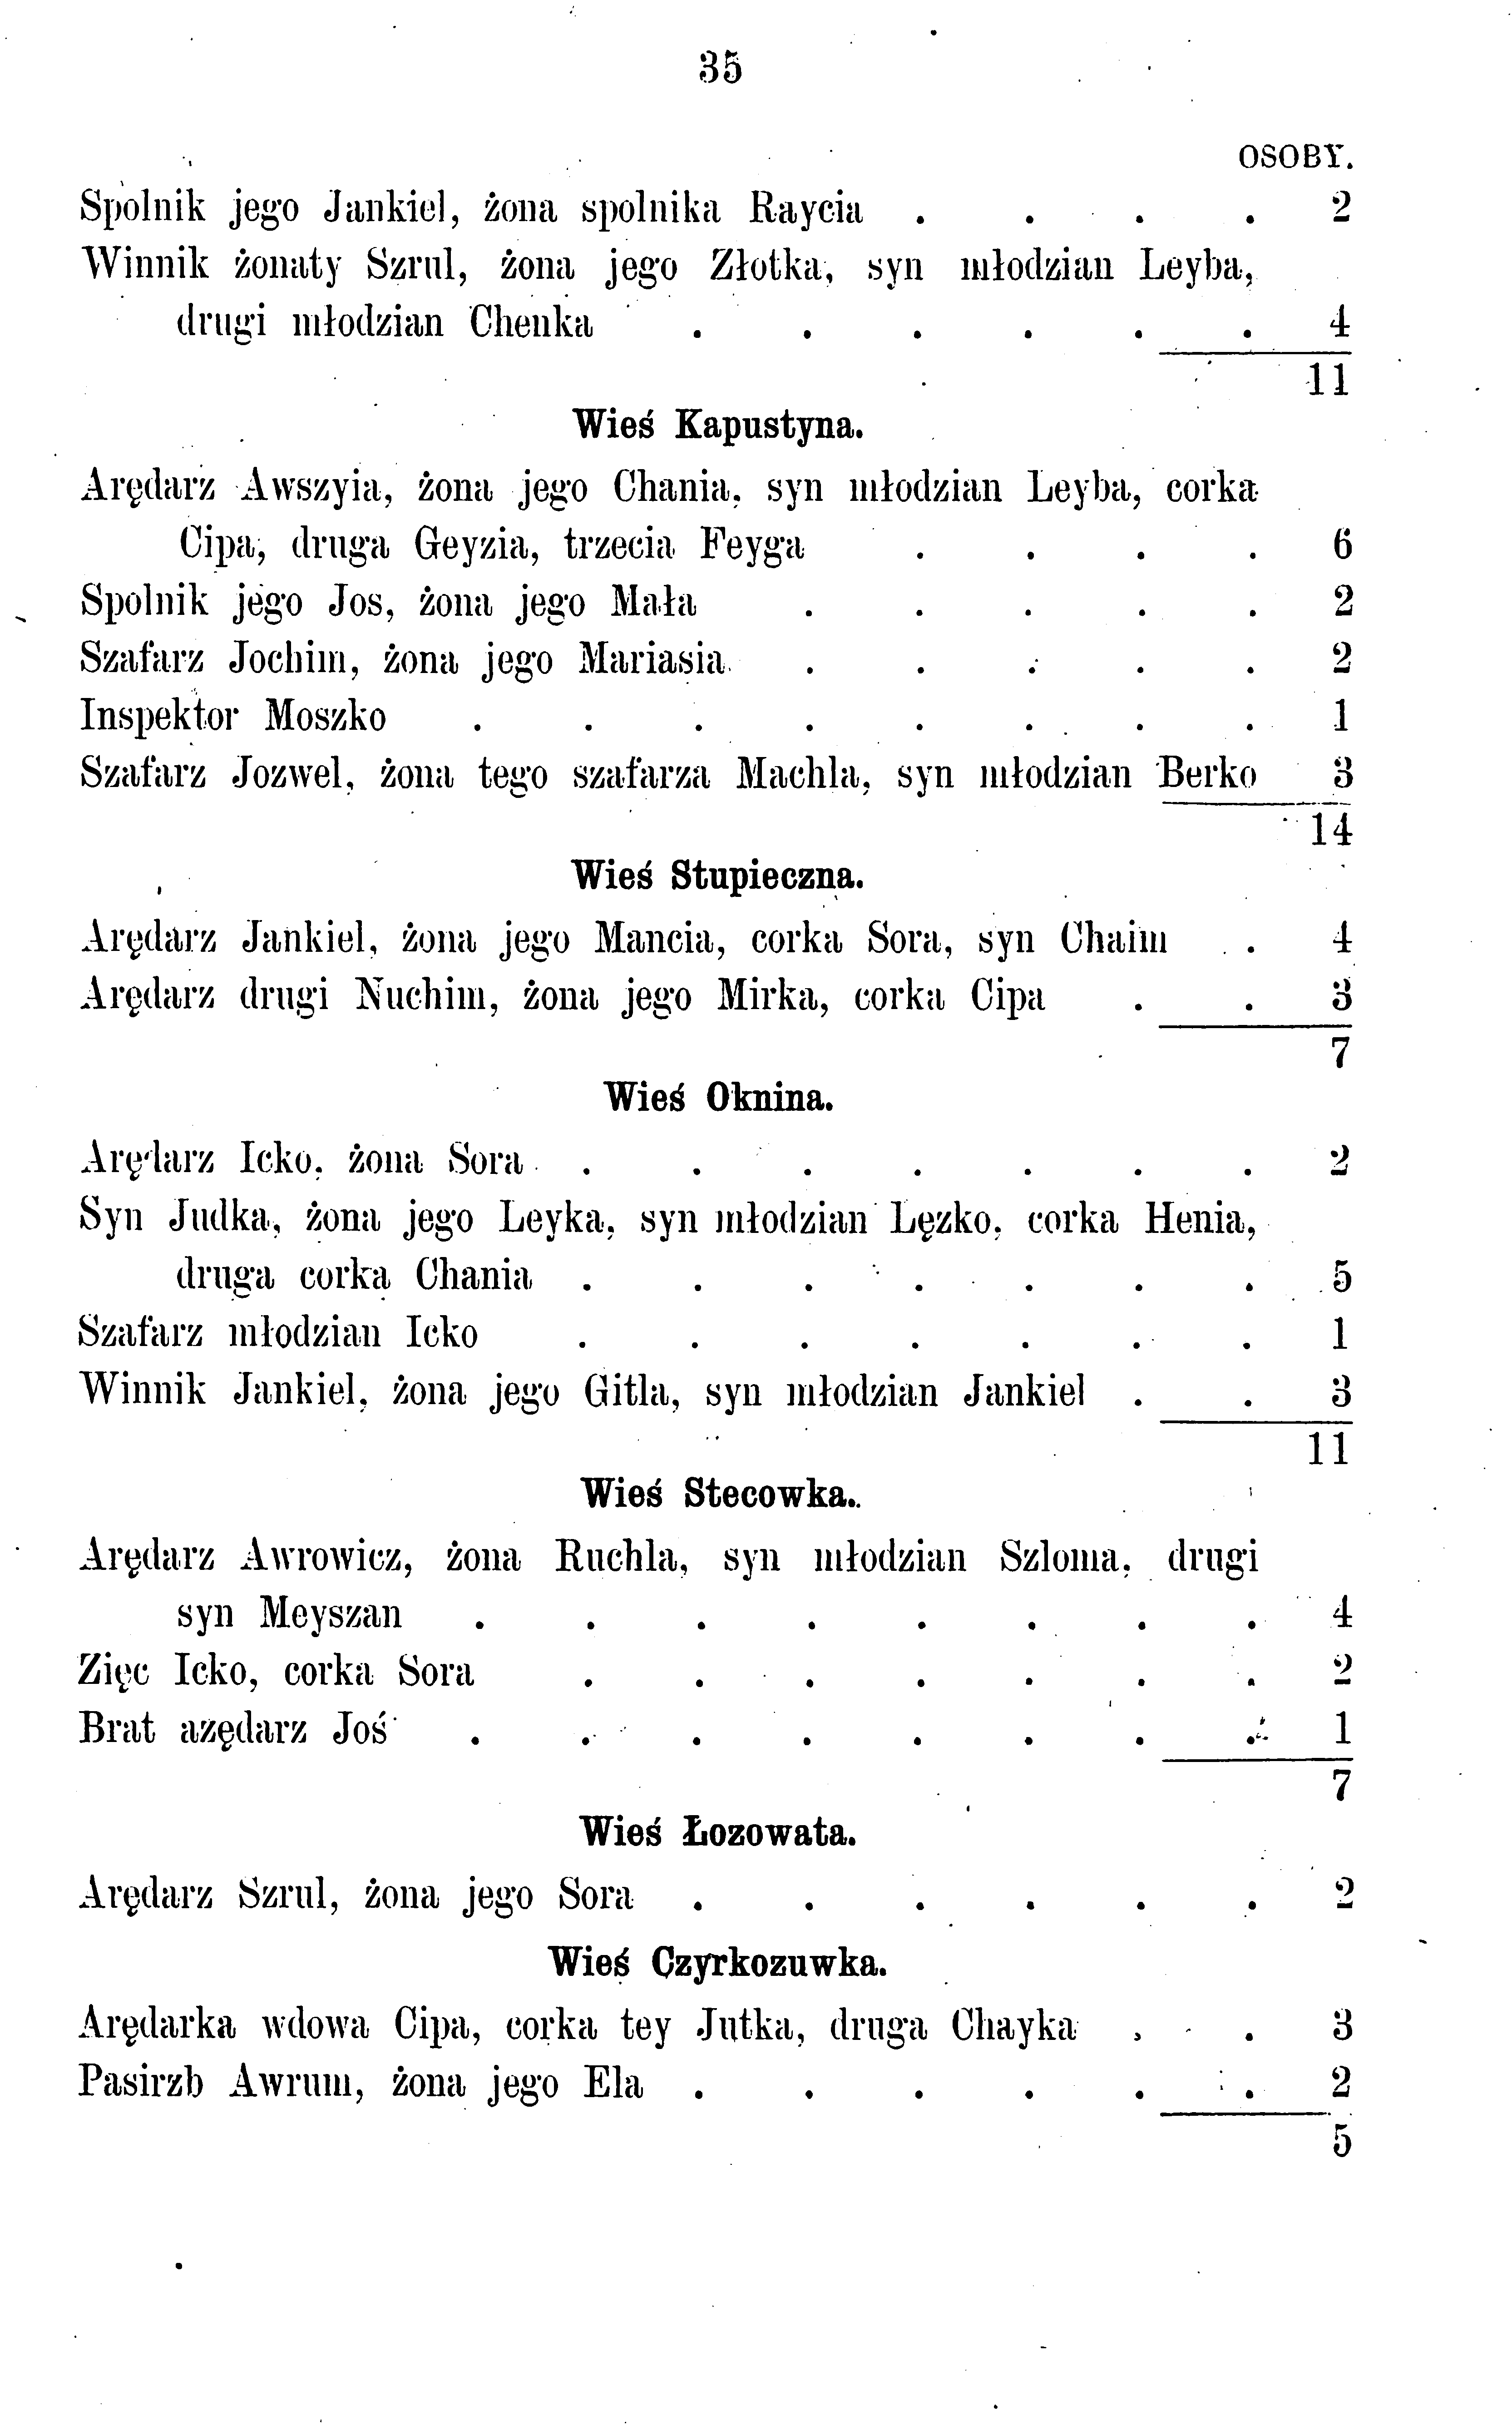 35
OSOBY.
Spolnik jego Jankiel, żona spolnika Raycia . . . . 2
Winnik żonaty Szrul, żona jego Złotka, syn młodzian Leyba,
drugi młodzian Chenka . . . . . . 4
11
Wieś Kapustyna.
Arędarz Awszyia, żona jego Chania, syn młodzian Leyba, corka
Cipa, druga Geyzia, trzecia Feyga . . . . 6
Spolnik jego Jos, żona jego Mała . . . . . 2
Szafarz Jochim, żona jego Mariasia . . . . . 2
Inspektor Moszko . . . . . . . . 1
Szafarz Jozwel, żona tego szafarza Machla, syn młodzian Berko 3
14
Wieś Stupieczna.
Arędarz Jankiel, żona jego Mancia, corka Sora, syn Chaim . 4
Arędarz drugi Nuchim, żona jego Mirka, corka Cipa . . 3
7
Wieś Oknina.
Arędarz Icko, żona Sora . . . . . . . 2
Syn Judka, żona jego Leyka, syn młodzian Lęzko, corka Henia,
druga corka Chania . . . . . . . 5
Szafarz młodzian Icko . . . . . . . 1
Winnik Jankiel, żona jego Gitla, syn młodzian Jankiel . . 3
11
Wieś Stecowka.
Arędarz Awrowicz, żona Ruchla, syn młodzian Szloma, drugi
syn Meyszan . . . . . . . . 4
Zięc Icko, corka Sora . . . . . . . 2
Brat azędarz Joś . . . . . . . . 1
7
Wieś Łozowata.
Arędarz Szrul, żona jego Sora . . . . . . 2
Wieś Czyrkozuwka.
Arędarka wdowa Cipa, corka tey Jutka, druga Chayka . . 3
Pasirzb Awrum, żona jego Ela . . . . . . 2
5